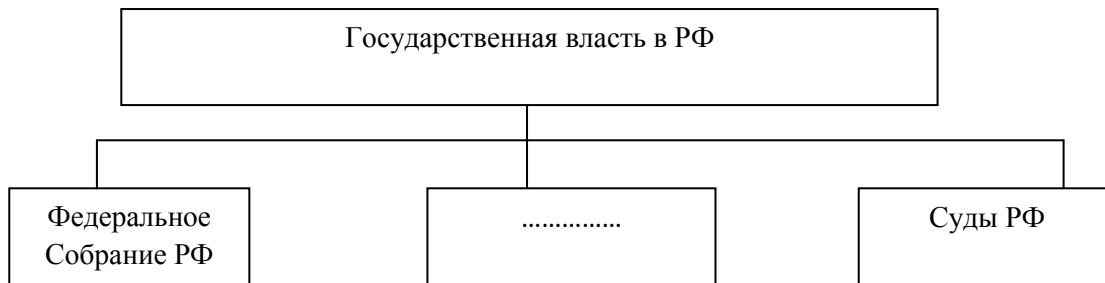 Государственная власть в РФ
Федеральное
Собрание РФ
……………
Суды РФ